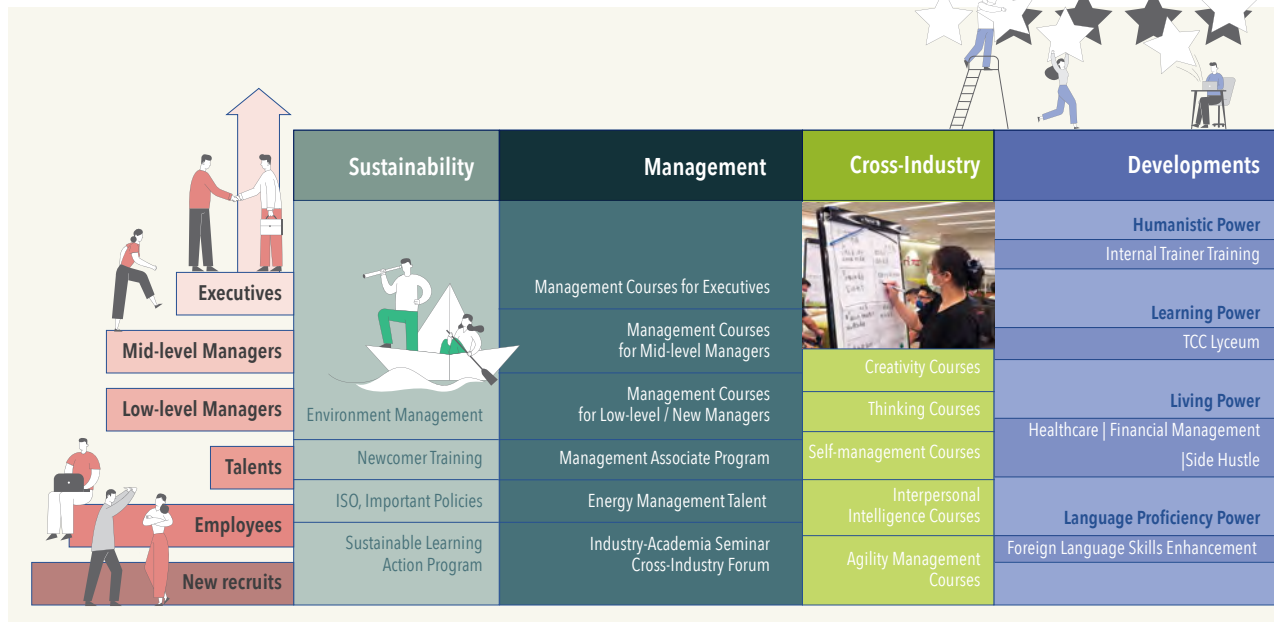 Sustainability
Management
Cross-Industry
Developments
Executives
Mid-level Managers
Low-level Managers
Talents
Employees
New recruits
Environment Management
Newcomer Training
ISO, Important Policies
Sustainable Learning
Action Program
Management Courses for Executives
Management Courses
for Mid-level Managers
Management Courses
for Low-level / New Managers
Management Associate Program
Energy Management Talent
Industry-Academia Seminar
Cross-Industry Forum
Creativity Courses
Thinking Courses
Self-management Courses
Interpersonal
Intelligence Courses
Agility Management
Courses
Humanistic Power
Internal Trainer Training
Learning Power
TCC Lyceum
Living Power
Healthcare | Financial Management
|Side Hustle
Language Proficiency Power
Foreign Language Skills Enhancement